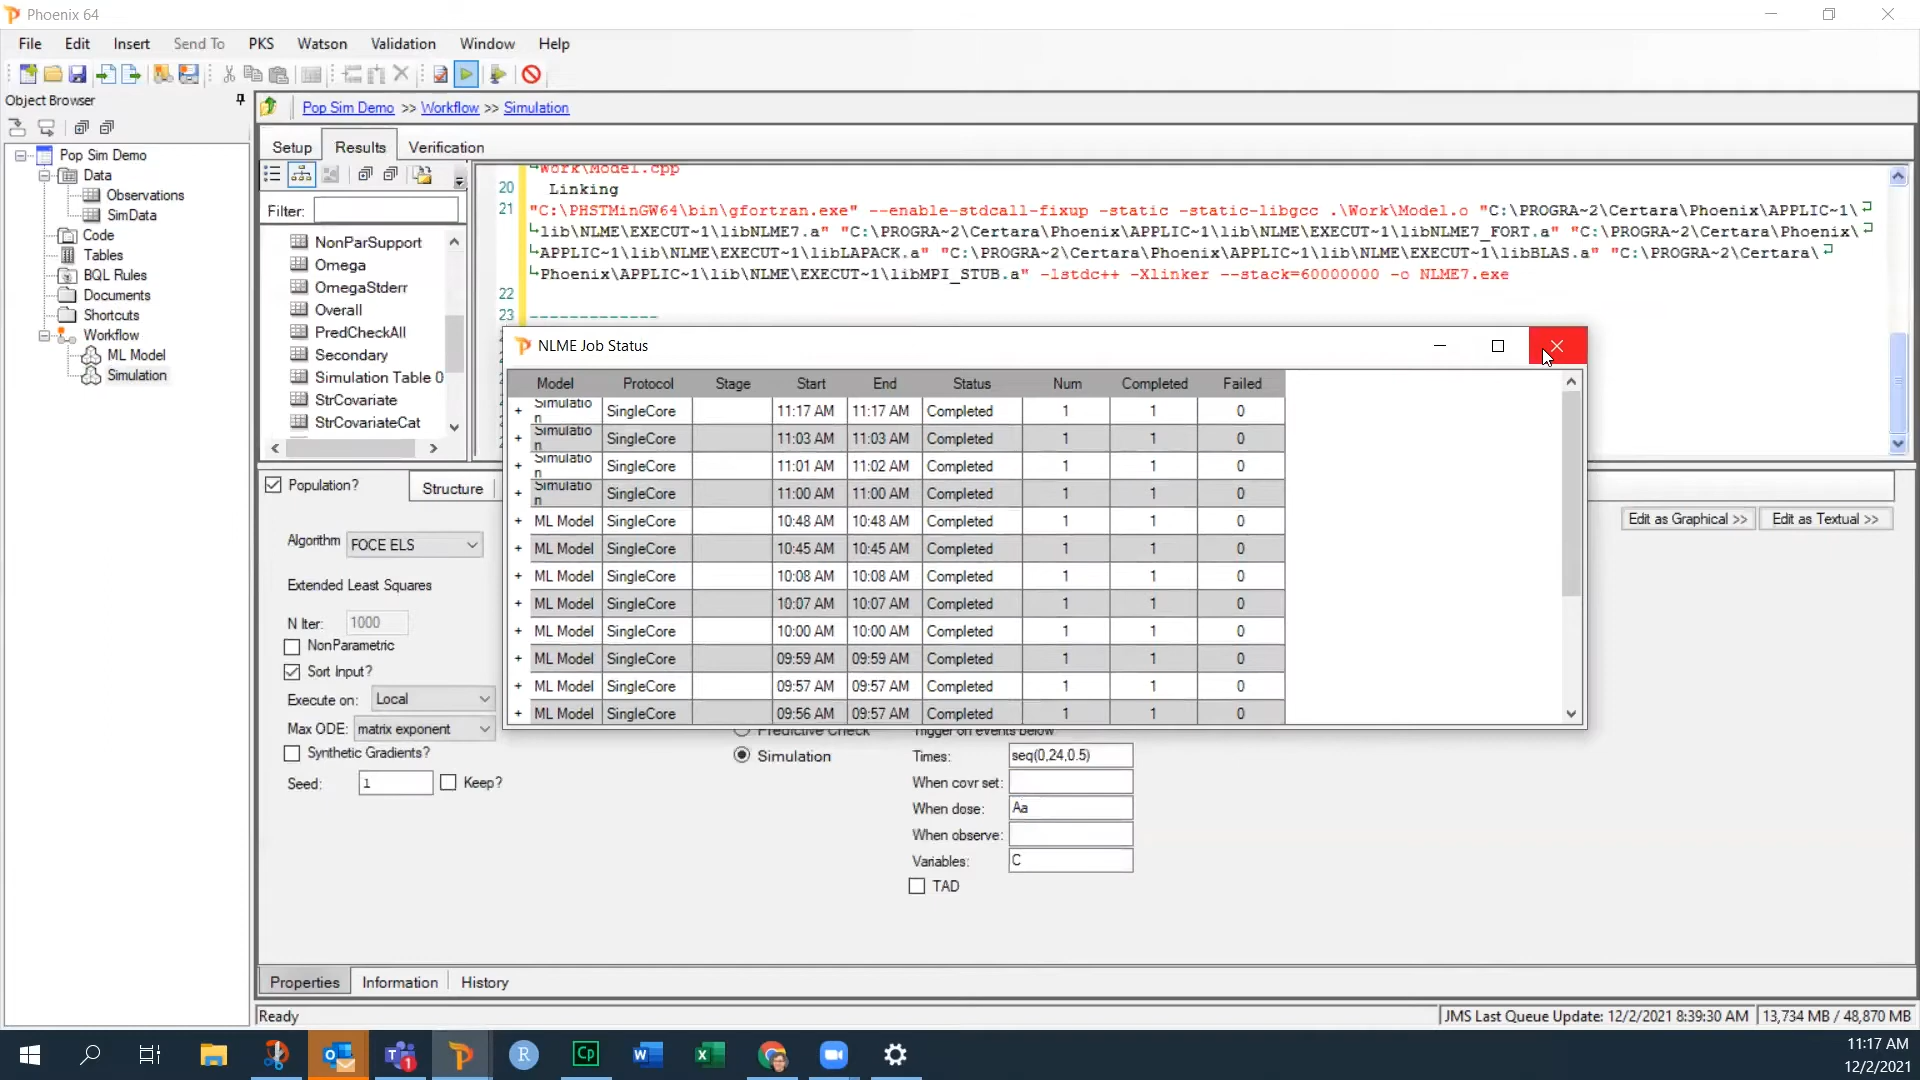 Phoenix 64
File Edit Insert Send To PKS Watson Validation Window Help
Object Browser
Pop Sim Demo >> Workflow >> Simulation
Pop Sim Demo
Data
Observations
SimData
Code
Tables
BQL Rules
Documents
Shortcuts
Workflow
ML Model
Simulation
Setup Results Verification
Filter:
NonParSupport
Omega
OmegaStderr
Overall
PredCheckAll
Secondary
Simulation Table 0
StrCovariate
StrCovariateCat
Work\Model.cpp
20 Linking
21 "C:\PHSTMinGW64\bin\gfortran.exe" --enable-stdcall-fixup -static -static-libgcc .\Work\Model.o "C:\PROGRA~2\Certara\Phoenix\APPLIC~1\
lib\NLME\EXECUT~1\libNLME7.a" "C:\PROGRA~2\Certara\Phoenix\APPLIC~1\lib\NLME\EXECUT~1\libNLME7_FORT.a" "C:\PROGRA~2\Certara\Phoenix\
APPLIC~1\lib\NLME\EXECUT~1\libLAPACK.a" "C:\PROGRA~2\Certara\Phoenix\APPLIC~1\lib\NLME\EXECUT~1\libBLAS.a" "C:\PROGRA~2\Certara\
Phoenix\APPLIC~1\lib\NLME\EXECUT~1\libMPI_STUB.a" -lstdc++ -Xlinker --stack=60000000 -o NLME7.exe
22
23 -------------
NLME Job Status
Model Protocol Stage Start End Status Num Completed Failed
+ Simulation SingleCore 11:17 AM 11:17 AM Completed 1 1 0
+ Simulation SingleCore 11:03 AM 11:03 AM Completed 1 1 0
+ Simulation SingleCore 11:01 AM 11:02 AM Completed 1 1 0
+ Simulation SingleCore 11:00 AM 11:00 AM Completed 1 1 0
+ ML Model SingleCore 10:48 AM 10:48 AM Completed 1 1 0
+ ML Model SingleCore 10:45 AM 10:45 AM Completed 1 1 0
+ ML Model SingleCore 10:08 AM 10:08 AM Completed 1 1 0
+ ML Model SingleCore 10:07 AM 10:07 AM Completed 1 1 0
+ ML Model SingleCore 10:00 AM 10:00 AM Completed 1 1 0
+ ML Model SingleCore 09:59 AM 09:59 AM Completed 1 1 0
+ ML Model SingleCore 09:57 AM 09:57 AM Completed 1 1 0
+ ML Model SingleCore 09:56 AM 09:57 AM Completed 1 1 0
Population? Structure
Edit as Graphical >> Edit as Textual >>
Algorithm FOCE ELS
Extended Least Squares
N Iter: 1000
NonParametric
Sort Input?
Execute on: Local
Max ODE: matrix exponent
Synthetic Gradients?
Seed: 1 Keep?
Predictive Check
Simulation
Trigger on events below
Times: seq(0,24,0.5)
When covr set:
When dose: Aa
When observe:
Variables: C
TAD
Properties Information History
Ready
JMS Last Queue Update: 12/2/2021 8:39:30 AM 13,734 MB / 48,870 MB
11:17 AM
12/2/2021